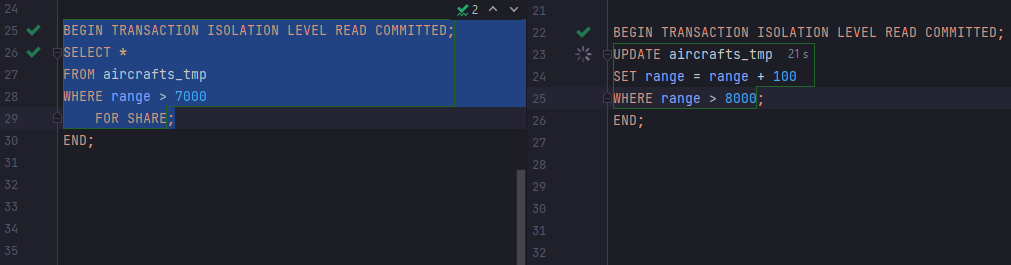 24
25 BEGIN TRANSACTION ISOLATION LEVEL READ COMMITTED;
26 SELECT *
27 FROM aircrafts_tmp
28 WHERE range > 7000
29 FOR SHARE;
30 END;
31
32
33
34
35
2
21
22 BEGIN TRANSACTION ISOLATION LEVEL READ COMMITTED;
23 UPDATE aircrafts_tmp 21 s
24 SET range = range + 100
25 WHERE range > 8000;
26 END;
27
28
29
30
31
32